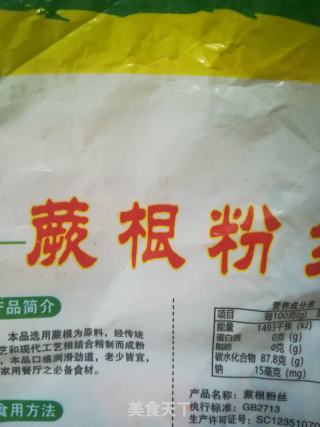 蕨根粉
产品简介
本品选用蕨根为原料，经传统
艺和现代工艺相结合精制而成粉
。本品口感润滑劲道，老少皆宜，
家用餐厅之必备食材。
食用方法
营养成分表
项目 每100克(g)
能量 1493千焦(kJ)
蛋白质 0克(g)
脂肪 0克(g)
碳水化合物 87.8克(g)
钠 15毫克(mg)
产品名称：蕨根粉丝
执行标准：GB2713
生产许可证号：SC1235107
美食天下